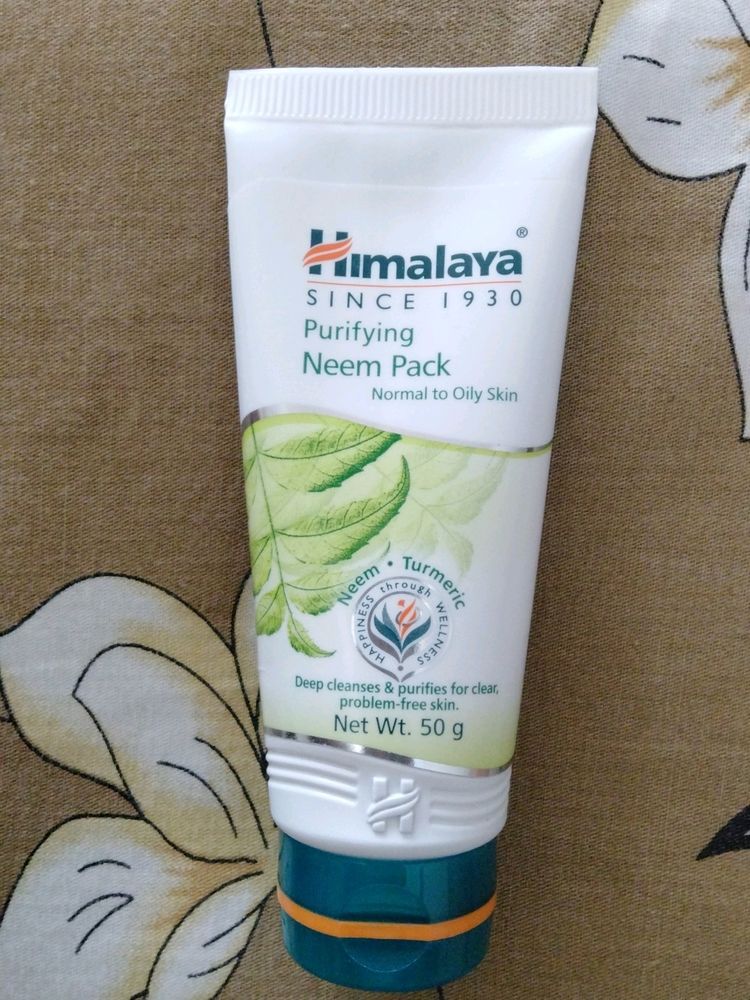 Himalaya®
SINCE 1930
Purifying
Neem Pack
Normal to Oily Skin
Neem • Turmeric
HAPPINESS through WELLNESS
Deep cleanses & purifies for clear,
problem-free skin.
Net Wt. 50 g
H